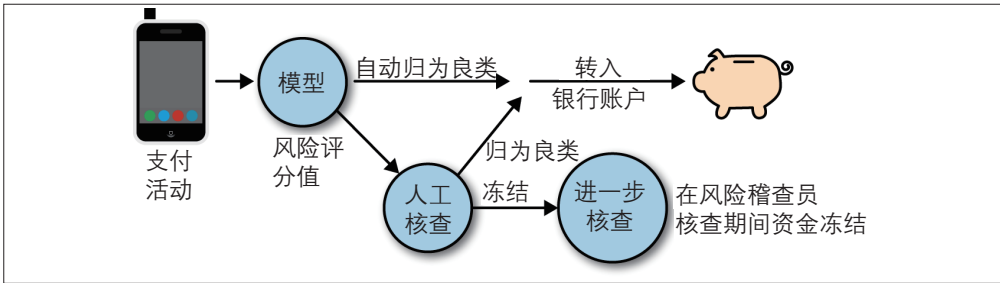 支付
活动
模型
风险评
分值
自动归为良类
转入
银行账户
归为良类
人工
核查
冻结
进一步
核查
在风险稽查员
核查期间资金冻结